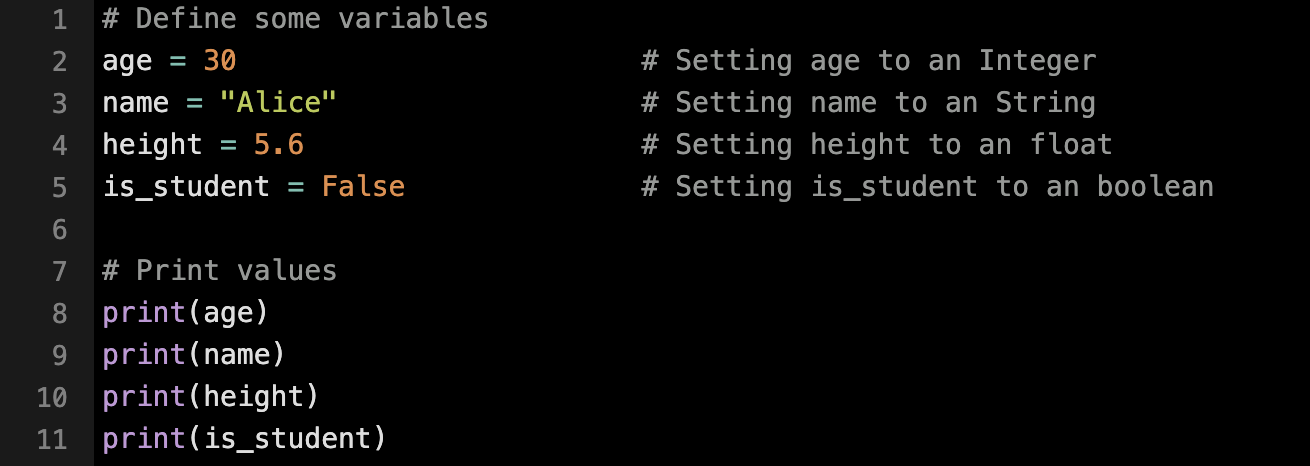 1 # Define some variables
2 age = 30 # Setting age to an Integer
3 name = "Alice" # Setting name to an String
4 height = 5.6 # Setting height to an float
5 is_student = False # Setting is_student to an boolean
6
7 # Print values
8 print(age)
9 print(name)
10 print(height)
11 print(is_student)